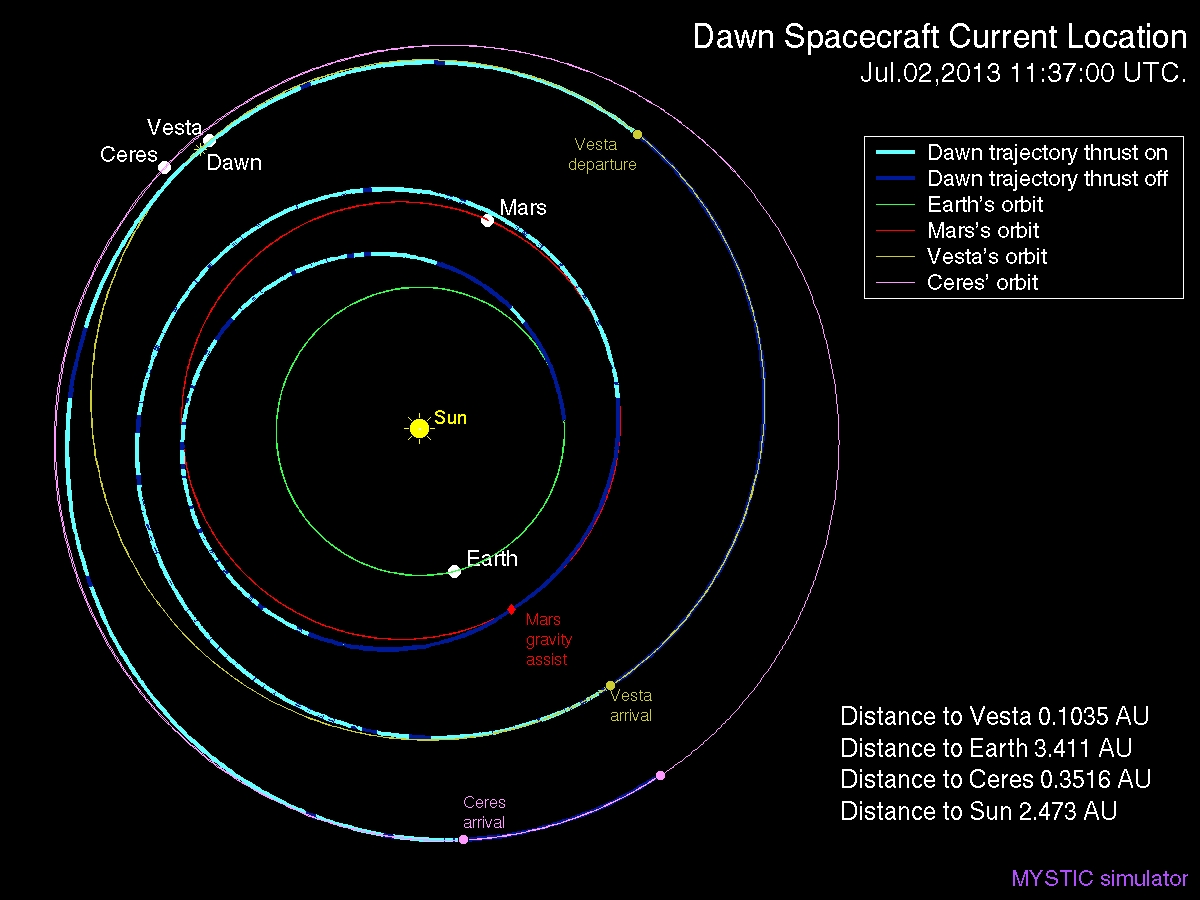 Dawn Spacecraft Current Location
Jul.02,2013 11:37:00 UTC.
Dawn trajectory thrust on
Dawn trajectory thrust off
Earth's orbit
Mars's orbit
Vesta's orbit
Ceres' orbit
Vesta
Ceres
Dawn
Vesta
departure
Mars
Sun
Earth
Mars
gravity
assist
Vesta
arrival
Ceres
arrival
Distance to Vesta 0.1035 AU
Distance to Earth 3.411 AU
Distance to Ceres 0.3516 AU
Distance to Sun 2.473 AU
MYSTIC simulator